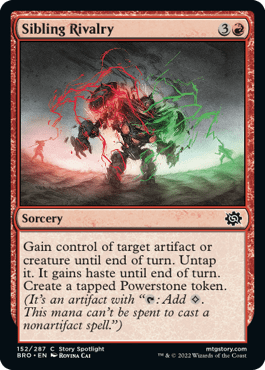 Sibling Rivalry 3
Sorcery
Gain control of target artifact or
creature until end of turn. Untap
it. It gains haste until end of turn.
Create a tapped Powerstone token.
(It's an artifact with “: Add .
This mana can't be spent to cast a
nonartifact spell.”)
152/287 C Story Spotlight mtgstory.com
BRO • EN Rovina Cai ™ & © 2022 Wizards of the Coast